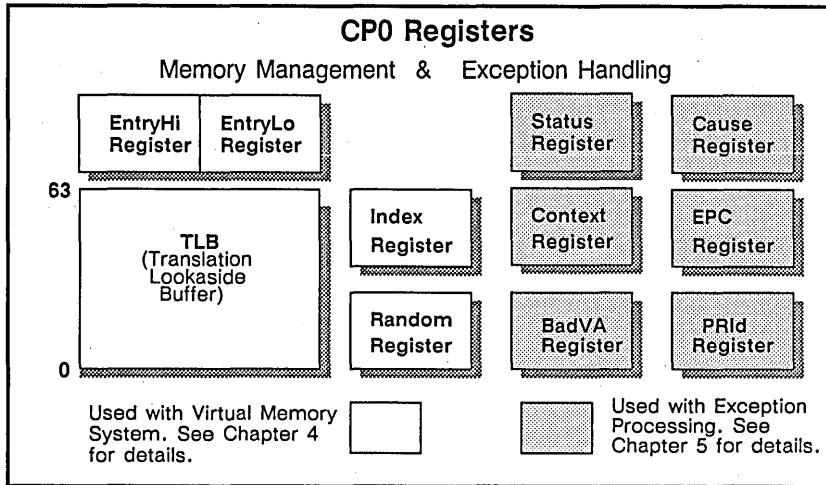 CP0 Registers
Memory Management & Exception Handling
EntryHi
Register
EntryLo
Register
Status
Register
Cause
Register
63
TLB
(Translation
Lookaside
Buffer)
0
Index
Register
Context
Register
EPC
Register
Random
Register
BadVA
Register
PRId
Register
Used with Virtual Memory
System. See Chapter 4
for details.
Used with Exception
Processing. See
Chapter 5 for details.